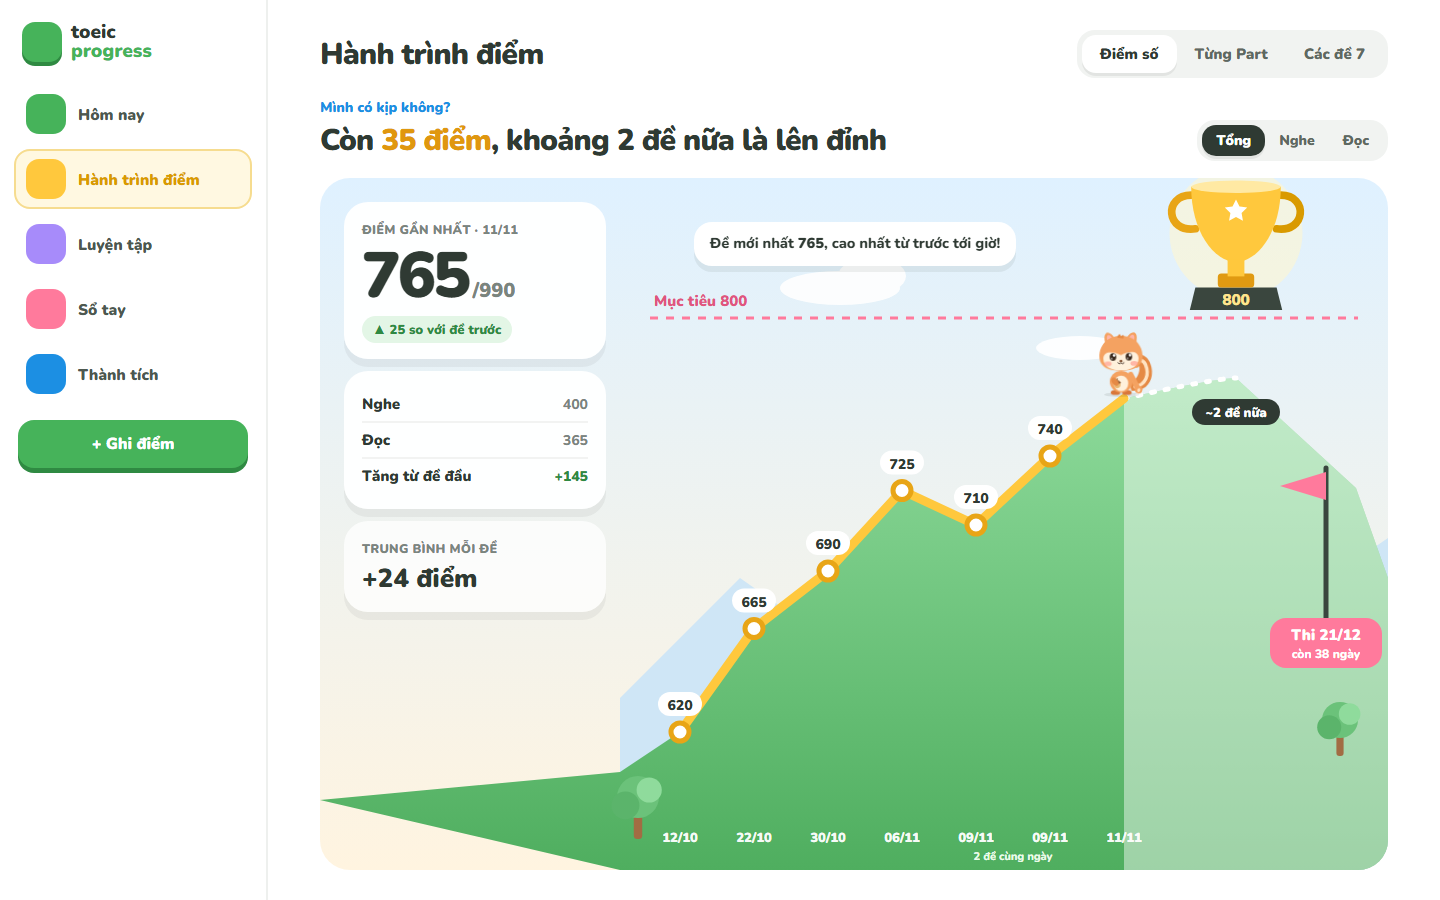 toeic
progress
Hôm nay
Hành trình điểm
Luyện tập
Sổ tay
Thành tích
+ Ghi điểm
Hành trình điểm
Điểm số
Từng Part
Các đề 7
Mình có kịp không?
Còn 35 điểm, khoảng 2 đề nữa là lên đỉnh
Tổng
Nghe
Đọc
ĐIỂM GẦN NHẤT · 11/11
765/990
▲ 25 so với đề trước
Nghe 400
Đọc 365
Tăng từ đề đầu +145
TRUNG BÌNH MỖI ĐỀ
+24 điểm
Đề mới nhất 765, cao nhất từ trước tới giờ!
Mục tiêu 800
800
~2 đề nữa
740
725
710
690
665
620
Thi 21/12
còn 38 ngày
12/10 22/10 30/10 06/11 09/11 09/11 11/11
2 đề cùng ngày